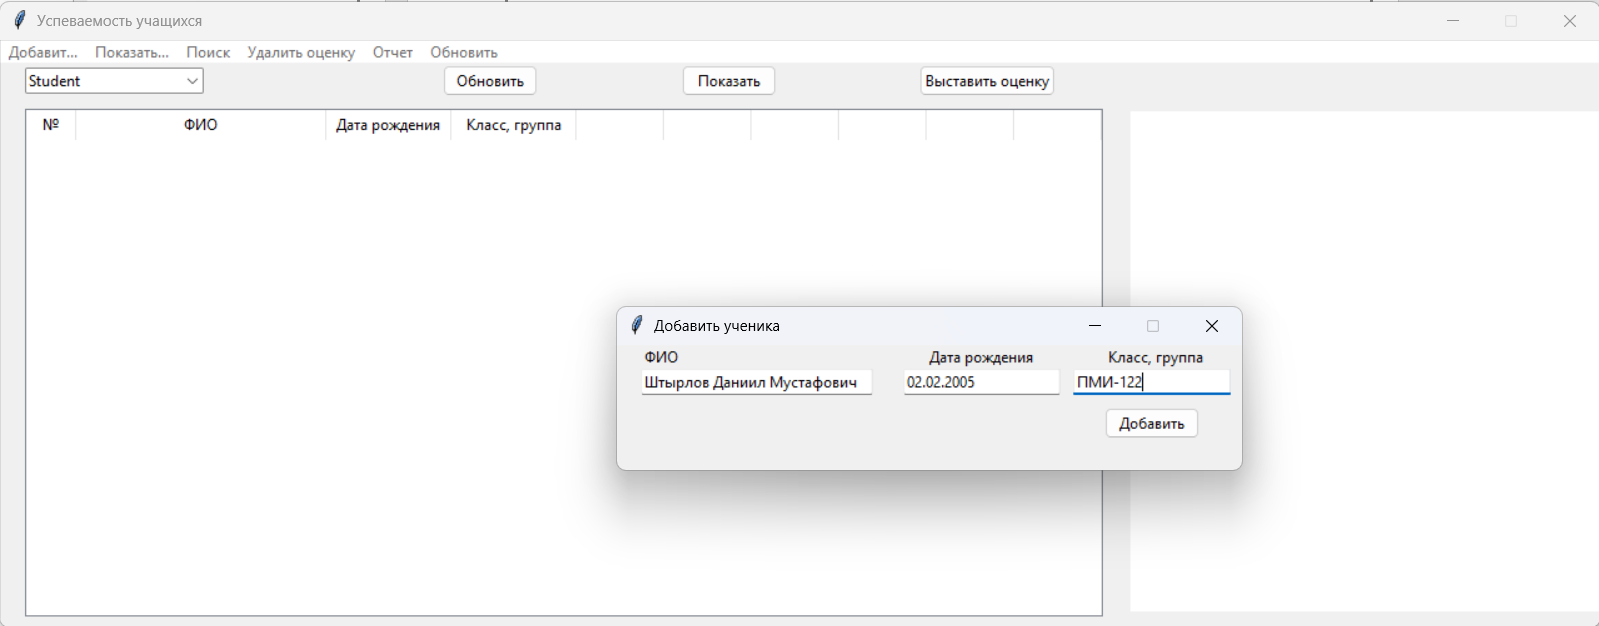 Успеваемость учащихся
Добавит... Показать... Поиск Удалить оценку Отчет Обновить
Student Обновить Показать Выставить оценку
№ ФИО Дата рождения Класс, группа
Добавить ученика
ФИО Дата рождения Класс, группа
Штырлов Даниил Мустафович 02.02.2005 ПМИ-122
Добавить